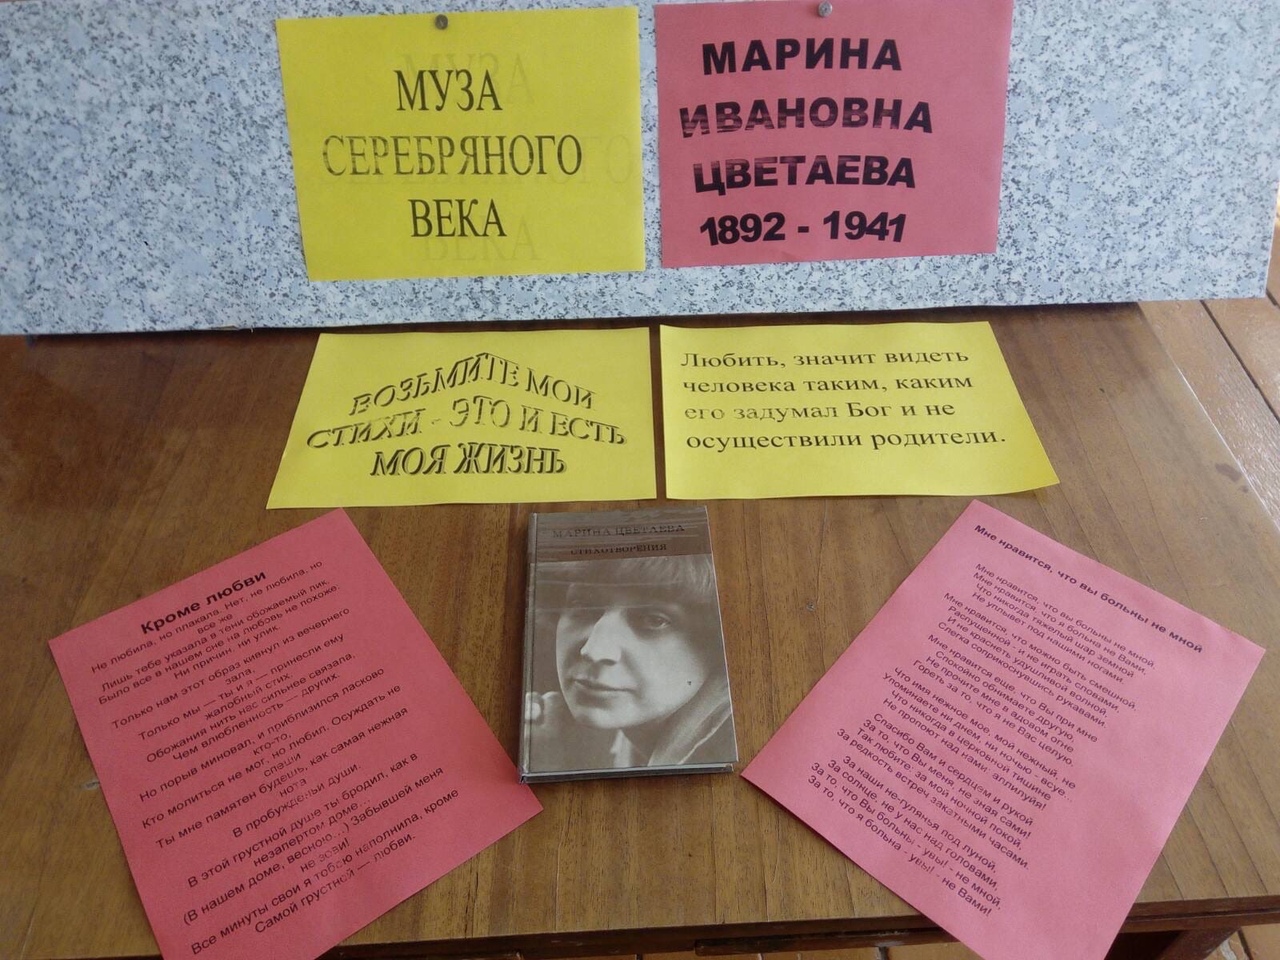 МУЗА
СЕРЕБРЯНОГО
ВЕКА
МАРИНА
ИВАНОВНА
ЦВЕТАЕВА
1892 - 1941
ВОЗЬМИТЕ МОИ
СТИХИ - ЭТО И ЕСТЬ
МОЯ ЖИЗНЬ
Любить, значит видеть
человека таким, каким
его задумал Бог и не
осуществили родители.
Кроме любви
Не любила, но плакала. Нет, не любила, но
все же
Лишь тебе указала в тени обожаемый лик.
Было все в нашем сне на любовь не похоже:
Ни причин, ни улик.
Только нам этот образ кивнул из вечернего
зала,
Только мы — ты и я — принесли ему
жалобный стих.
Обожания нить нас сильнее связала,
Чем влюбленность — других.
Но порыв миновал, и приблизился ласково
кто-то,
Кто молиться не мог, но любил. Осуждать не
спеши
Ты мне памятен будешь, как самая нежная
нота
В пробужденьи души.
В этой грустной душе ты бродил, как в
незапертом доме...
(В нашем доме, весною...) Забывшей меня
не зови!
Все минуты свои я тобою наполнила, кроме
Самой грустной — любви.
МАРИНА ЦВЕТАЕВА
СТИХОТВОРЕНИЯ
Мне нравится, что вы больны не мной
Мне нравится, что вы больны не мной,
Мне нравится, что я больна не Вами,
Что никогда тяжелый шар земной
Не уплывет под нашими ногами.
Мне нравится что можно быть смешной,
Распущенной - и не играть словами,
И не краснеть удушливой волной,
Слегка соприкоснувшись рукавами.
Мне нравится еще, что Вы при мне
Спокойно обнимаете другую,
Не прочите мне в адовом огне
Гореть за то, что я не Вас целую.
Что имя нежное мое, мой нежный, не
Упоминаете ни днем, ни ночью - всуе...
Что никогда в церковной тишине
Не пропоют над нами: аллилуйя!
Спасибо Вам и сердцем и рукой
За то, что Вы меня, не зная сами!
Так любите: за мой ночной покой,
За редкость встреч закатными часами.
За наши не-гулянья под луной,
За солнце, не у нас над головами,
За то, что Вы больны - увы! - не мной,
За то, что я больна - увы! - не Вами!